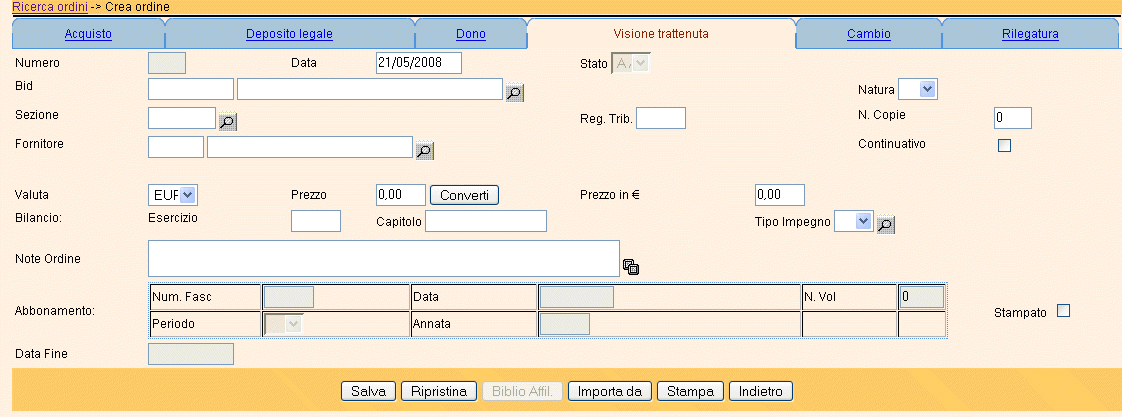 Ricerca ordini -> Crea ordine
Acquisto Deposito legale Dono Visione trattenuta Cambio Rilegatura
Numero Data 21/05/2008 Stato A
Bid Natura
Sezione Reg. Trib. N. Copie 0
Fornitore Continuativo
Valuta EUR Prezzo 0,00 Converti Prezzo in € 0,00
Bilancio: Esercizio Capitolo Tipo Impegno
Note Ordine
Abbonamento: Num. Fasc Data N. Vol 0 Stampato
Periodo Annata
Data Fine
Salva Ripristina Biblio Affil. Importa da Stampa Indietro